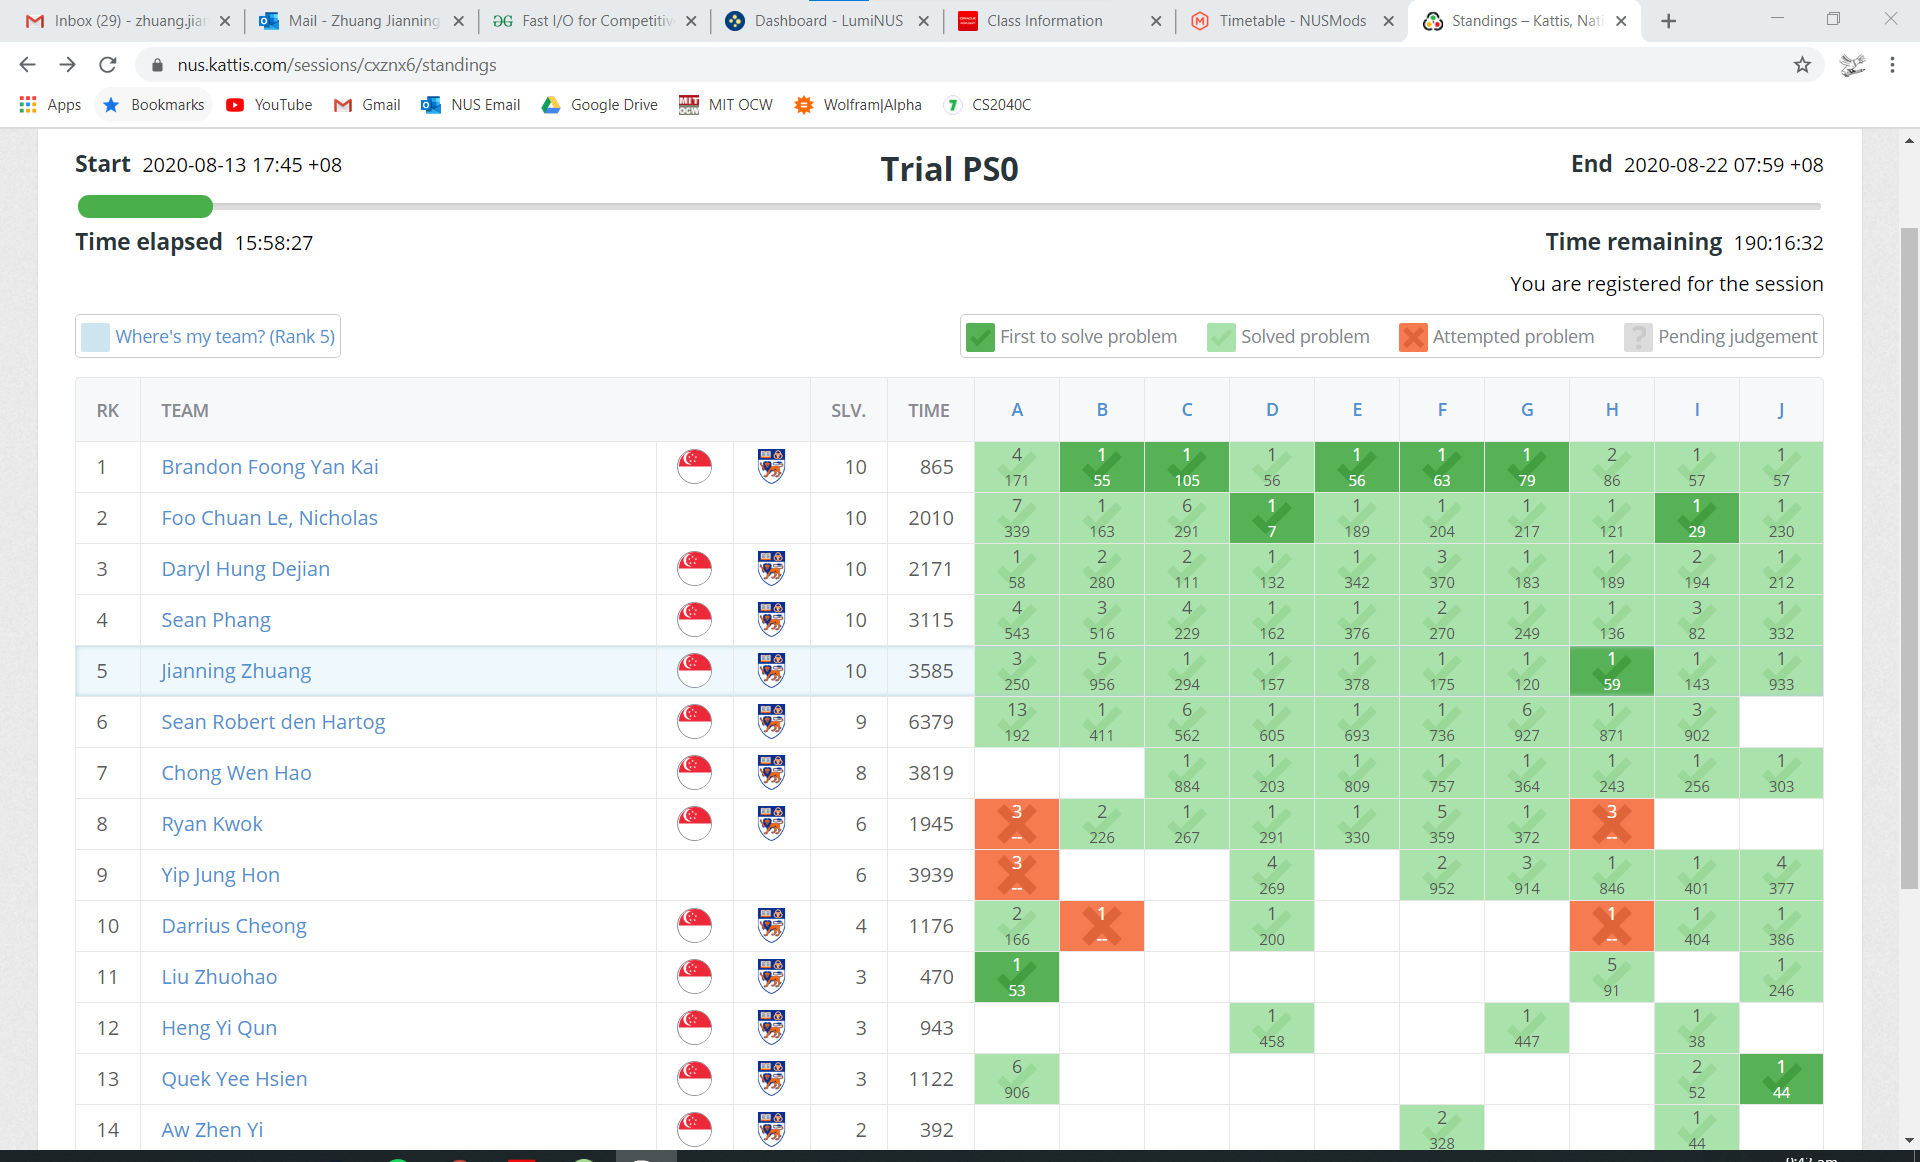 Inbox (29) - zhuang.jian
Mail - Zhuang Jianning
Fast I/O for Competitiv
Dashboard - LumiNUS
Class Information
Timetable - NUSMods
Standings – Kattis, Nati
nus.kattis.com/sessions/cxznx6/standings
Apps Bookmarks YouTube Gmail NUS Email Google Drive MIT OCW Wolfram|Alpha CS2040C
Start 2020-08-13 17:45 +08
Trial PS0
End 2020-08-22 07:59 +08
Time elapsed 15:58:27
Time remaining 190:16:32
You are registered for the session
Where's my team? (Rank 5)
First to solve problem Solved problem Attempted problem ? Pending judgement
RK TEAM SLV. TIME A B C D E F G H I J
4 1 1 1 1 1 1 2 1 1
1 Brandon Foong Yan Kai 10 865
171 55 105 56 56 63 79 86 57 57
7 1 6 1 1 1 1 1 1 1
2 Foo Chuan Le, Nicholas 10 2010
339 163 291 7 189 204 217 121 29 230
1 2 2 1 1 3 1 1 2 1
3 Daryl Hung Dejian 10 2171
58 280 111 132 342 370 183 189 194 212
4 3 4 1 1 2 1 1 3 1
4 Sean Phang 10 3115
543 516 229 162 376 270 249 136 82 332
3 5 1 1 1 1 1 1 1 1
5 Jianning Zhuang 10 3585
250 956 294 157 378 175 120 59 143 933
13 1 6 1 1 1 6 1 3
6 Sean Robert den Hartog 9 6379
192 411 562 605 693 736 927 871 902
1 1 1 1 1 1 1 1
7 Chong Wen Hao 8 3819
884 203 809 757 364 243 256 303
3 2 1 1 1 5 1 3
8 Ryan Kwok 6 1945
-- 226 267 291 330 359 372 --
3 4 2 3 1 1 4
9 Yip Jung Hon 6 3939
-- 269 952 914 846 401 377
2 1 1 1 1 1
10 Darrius Cheong 4 1176
166 -- 200 -- 404 386
1 5 1
11 Liu Zhuohao 3 470
53 91 246
1 1 1
12 Heng Yi Qun 3 943
458 447 38
6 2 1
13 Quek Yee Hsien 3 1122
906 52 44
2 1
14 Aw Zhen Yi 2 392
328 44